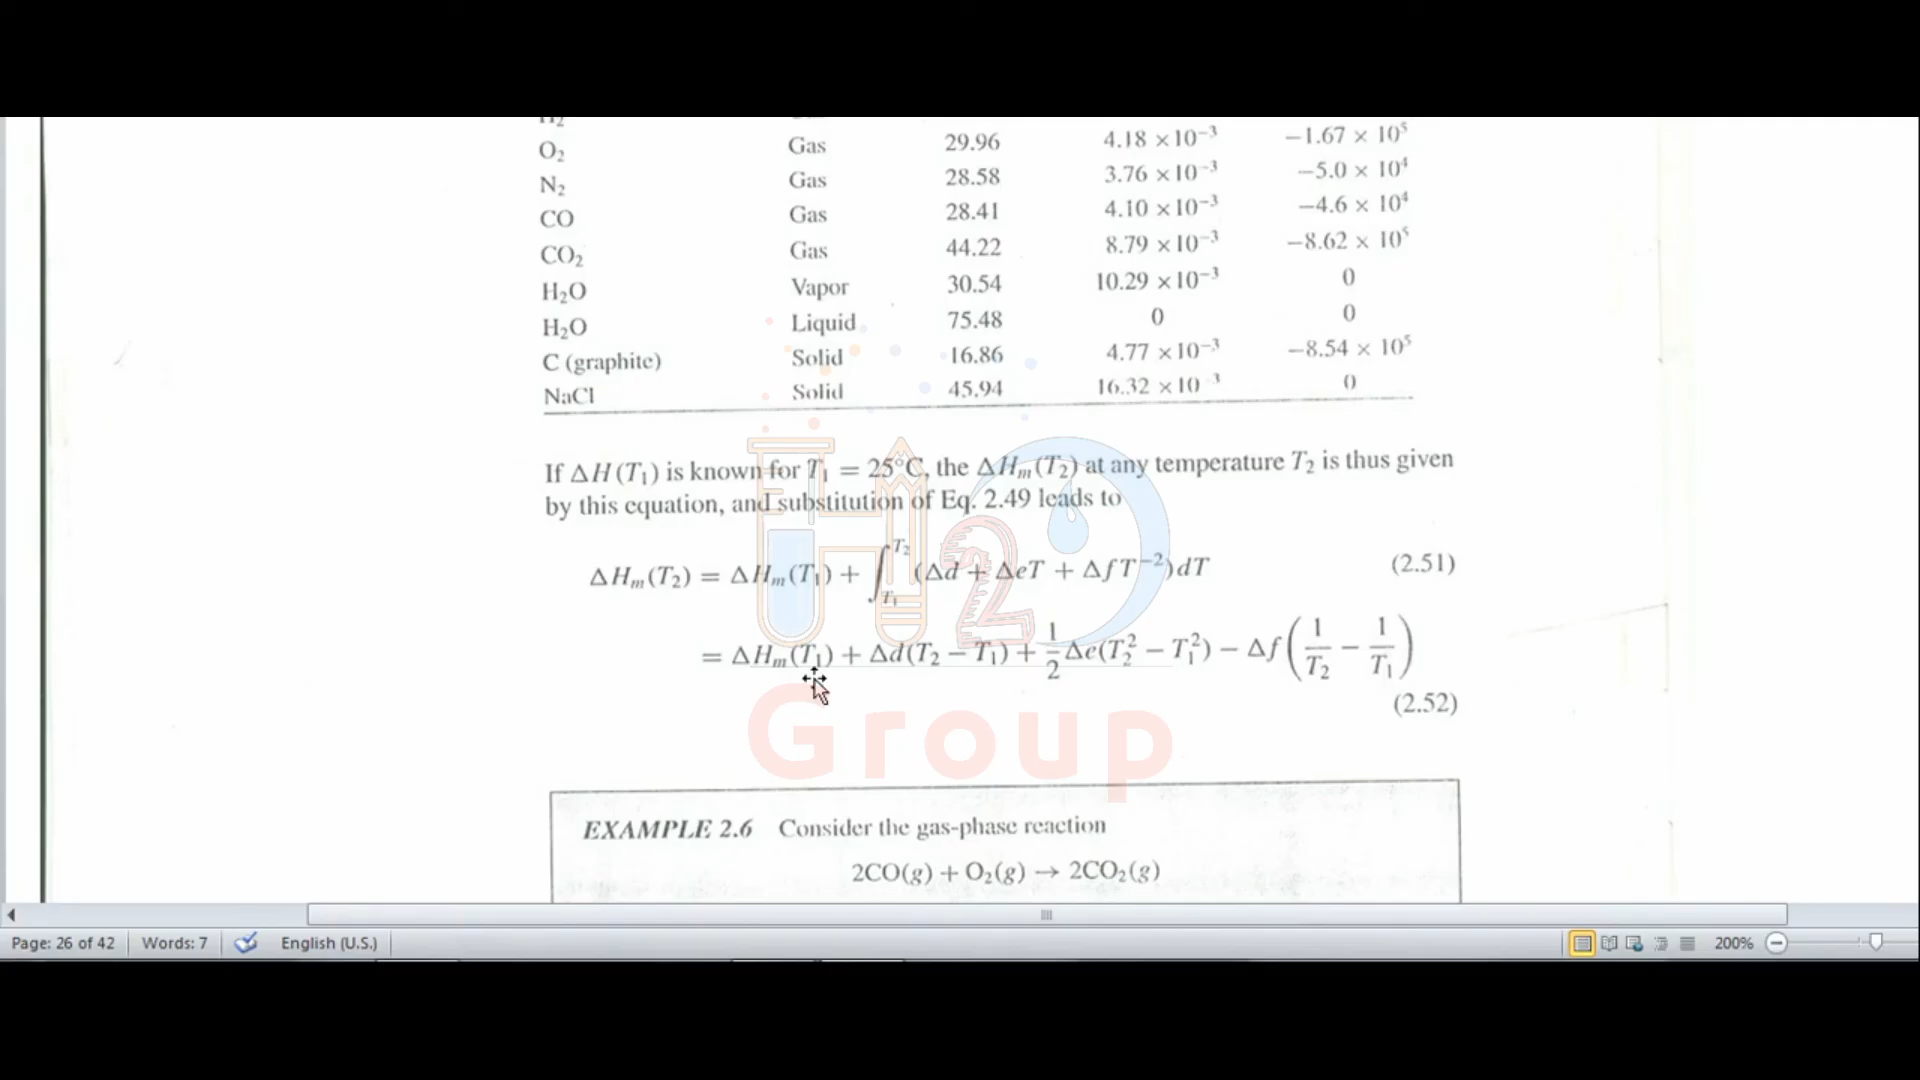 H₂
O₂ Gas 29.96 4.18 × 10⁻³ −1.67 × 10⁵
N₂ Gas 28.58 3.76 × 10⁻³ −5.0 × 10⁴
CO Gas 28.41 4.10 × 10⁻³ −4.6 × 10⁴
CO₂ Gas 44.22 8.79 × 10⁻³ −8.62 × 10⁵
H₂O Vapor 30.54 10.29 × 10⁻³ 0
H₂O Liquid 75.48 0 0
C (graphite) Solid 16.86 4.77 × 10⁻³ −8.54 × 10⁵
NaCl Solid 45.94 16.32 × 10⁻³ 0
If ΔH(T₁) is known for T₁ = 25°C, the ΔHₘ(T₂) at any temperature T₂ is thus given
by this equation, and substitution of Eq. 2.49 leads to
ΔHₘ(T₂) = ΔHₘ(T₁) + ∫_{T₁}^{T₂} (Δd + ΔeT + ΔfT⁻²)dT (2.51)
= ΔHₘ(T₁) + Δd(T₂ − T₁) + 1/2 Δe(T₂² − T₁²) − Δf(1/T₂ − 1/T₁)
(2.52)
H2O
Group
EXAMPLE 2.6 Consider the gas-phase reaction
2CO(g) + O₂(g) → 2CO₂(g)
Page: 26 of 42 Words: 7 English (U.S.) 200%